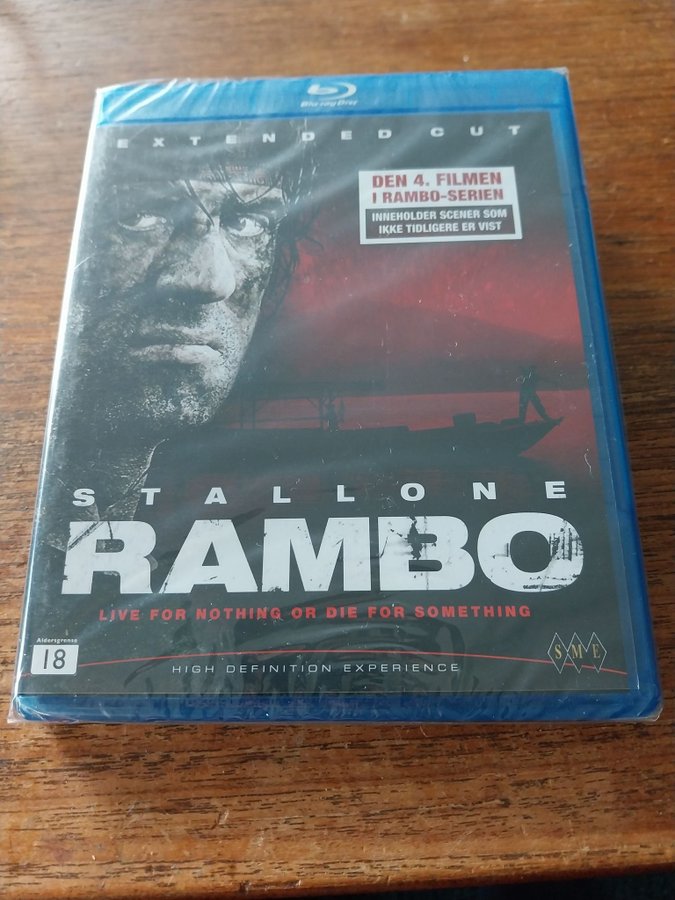 Blu-ray Disc
EXTENDED CUT
DEN 4. FILMEN
I RAMBO-SERIEN
INNEHOLDER SCENER SOM
IKKE TIDLIGERE ER VIST
STALLONE
RAMBO
LIVE FOR NOTHING OR DIE FOR SOMETHING
Aldersgrense
18
HIGH DEFINITION EXPERIENCE
SME